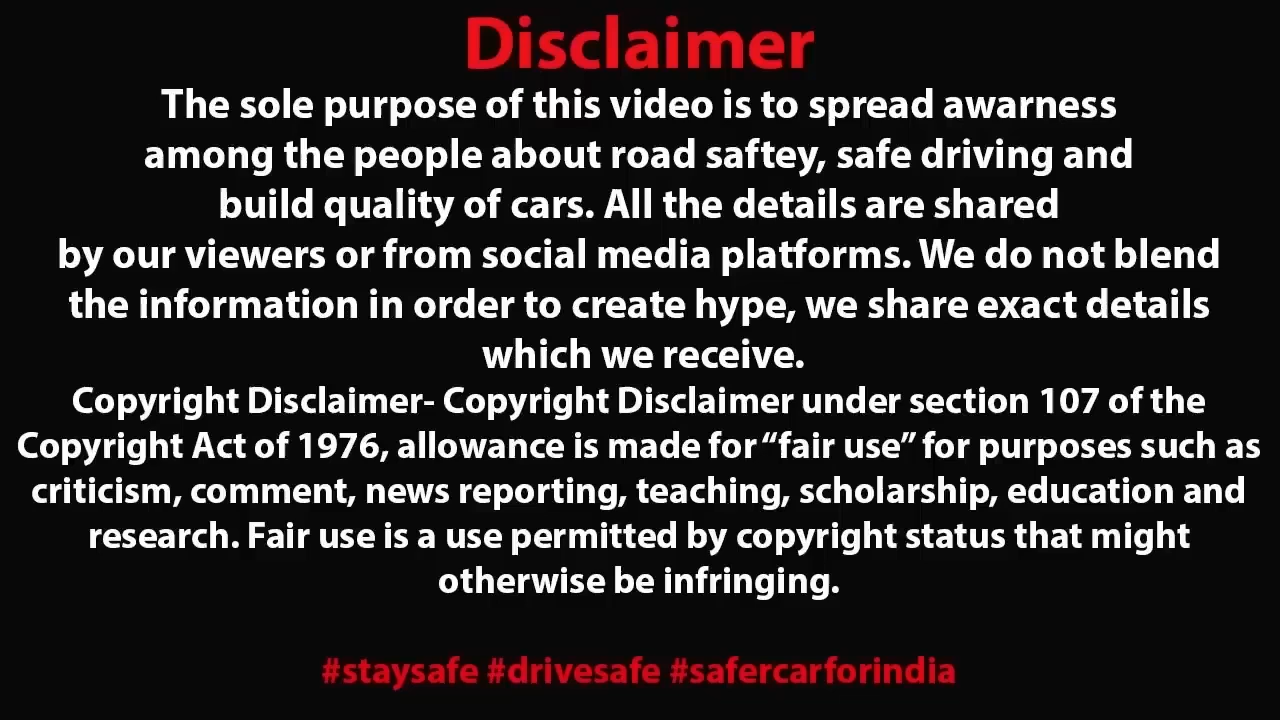 Disclaimer
The sole purpose of this video is to spread awarness
among the people about road saftey, safe driving and
build quality of cars. All the details are shared
by our viewers or from social media platforms. We do not blend
the information in order to create hype, we share exact details
which we receive.
Copyright Disclaimer- Copyright Disclaimer under section 107 of the
Copyright Act of 1976, allowance is made for “fair use” for purposes such as
criticism, comment, news reporting, teaching, scholarship, education and
research. Fair use is a use permitted by copyright status that might
otherwise be infringing.
#staysafe #drivesafe #safercarforindia